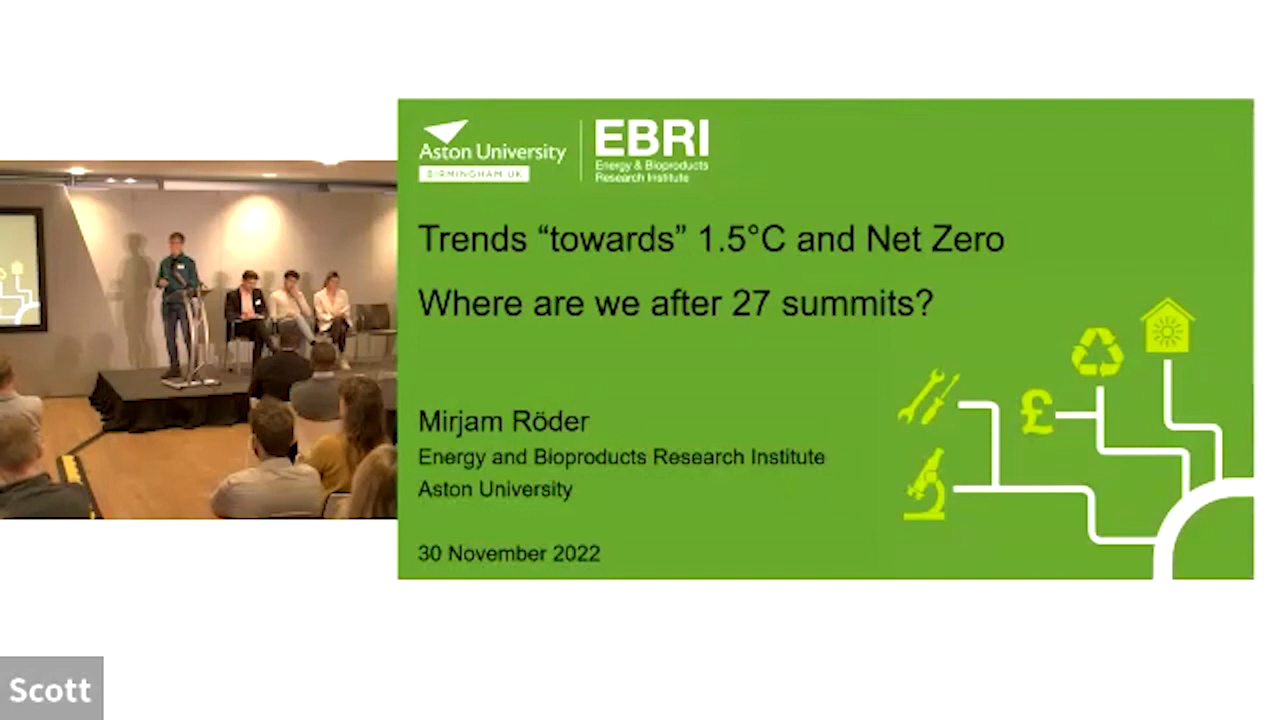 Aston University
BIRMINGHAM UK
EBRI
Energy & Bioproducts
Research Institute
Trends “towards” 1.5°C and Net Zero
Where are we after 27 summits?
£
Mirjam Röder
Energy and Bioproducts Research Institute
Aston University
30 November 2022
Scott